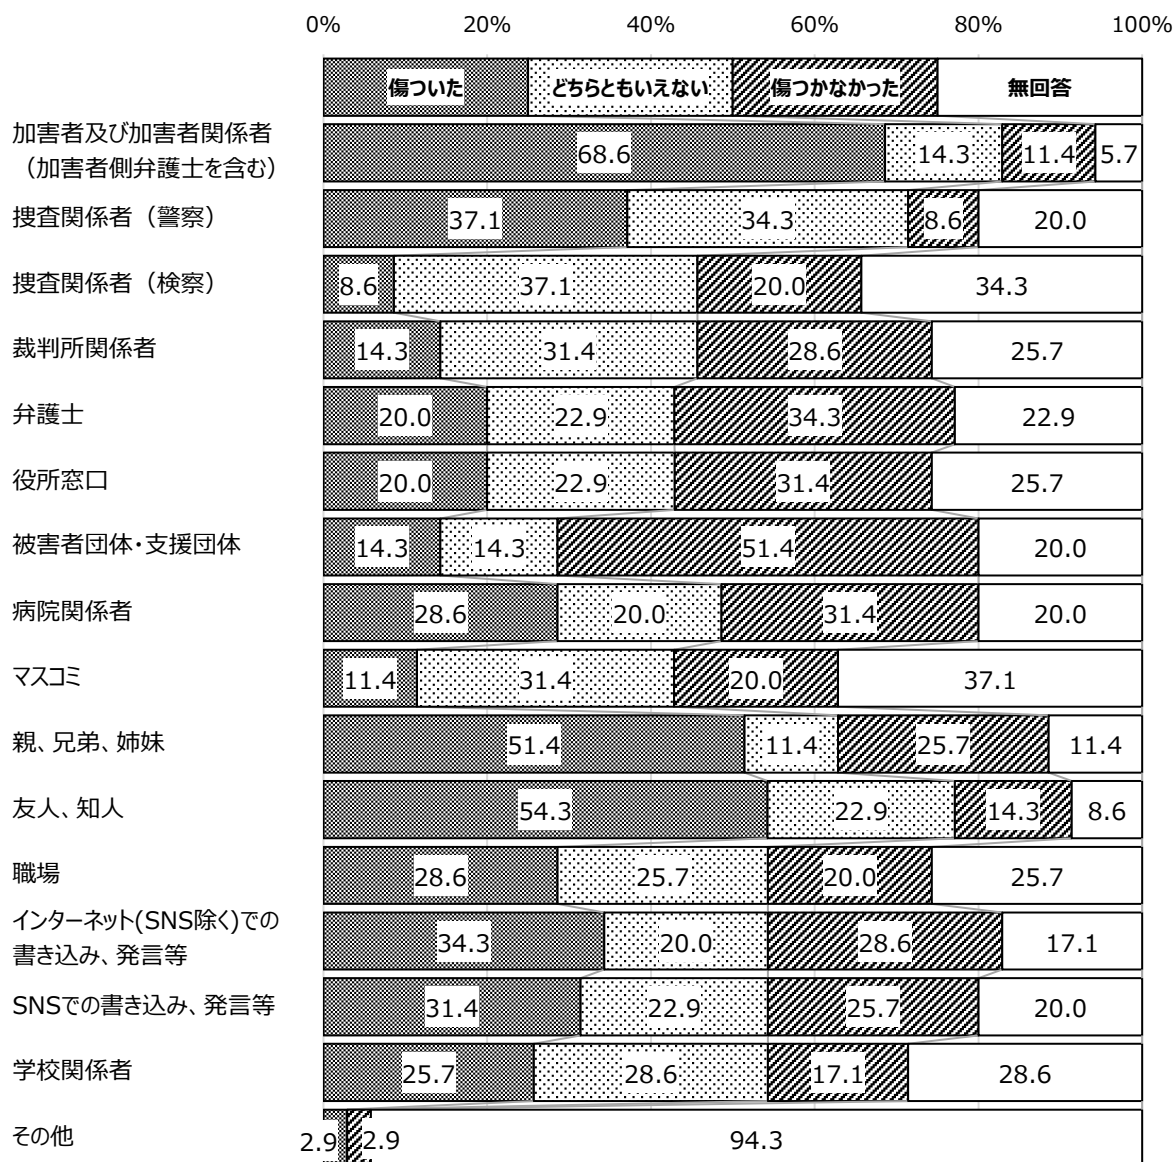 0% 20% 40% 60% 80% 100%
傷ついた どちらともいえない 傷つかなかった 無回答
加害者及び加害者関係者
（加害者側弁護士を含む）
68.6 14.3 11.4 5.7
捜査関係者（警察） 37.1 34.3 8.6 20.0
捜査関係者（検察） 8.6 37.1 20.0 34.3
裁判所関係者 14.3 31.4 28.6 25.7
弁護士 20.0 22.9 34.3 22.9
役所窓口 20.0 22.9 31.4 25.7
被害者団体・支援団体 14.3 14.3 51.4 20.0
病院関係者 28.6 20.0 31.4 20.0
マスコミ 11.4 31.4 20.0 37.1
親、兄弟、姉妹 51.4 11.4 25.7 11.4
友人、知人 54.3 22.9 14.3 8.6
職場 28.6 25.7 20.0 25.7
インターネット(SNS除く)での
書き込み、発言等
34.3 20.0 28.6 17.1
SNSでの書き込み、発言等 31.4 22.9 25.7 20.0
学校関係者 25.7 28.6 17.1 28.6
その他 2.9 2.9 94.3